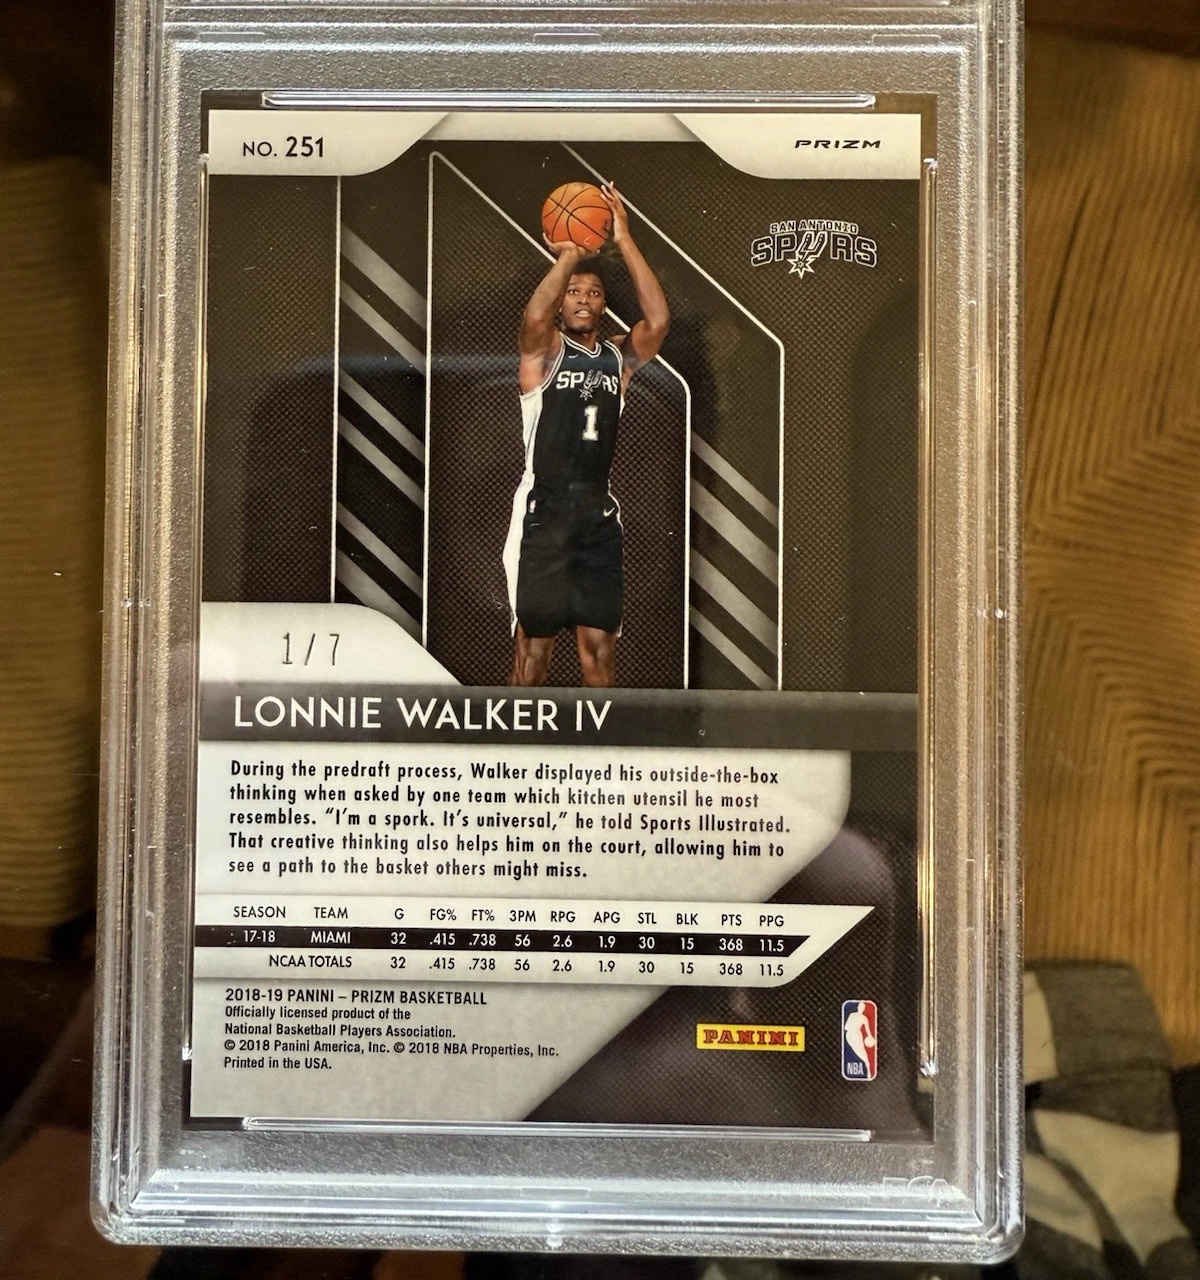 NO. 251
PRIZM
SAN ANTONIO
SPURS
SPURS
1
1/7
LONNIE WALKER IV
During the predraft process, Walker displayed his outside-the-box
thinking when asked by one team which kitchen utensil he most
resembles. “I’m a spork. It’s universal,” he told Sports Illustrated.
That creative thinking also helps him on the court, allowing him to
see a path to the basket others might miss.
SEASON TEAM G FG% FT% 3PM RPG APG STL BLK PTS PPG
17-18 MIAMI 32 .415 .738 56 2.6 1.9 30 15 368 11.5
NCAA TOTALS 32 .415 .738 56 2.6 1.9 30 15 368 11.5
2018-19 PANINI – PRIZM BASKETBALL
Officially licensed product of the
National Basketball Players Association.
© 2018 Panini America, Inc. © 2018 NBA Properties, Inc.
Printed in the USA.
PANINI
NBA
PSA